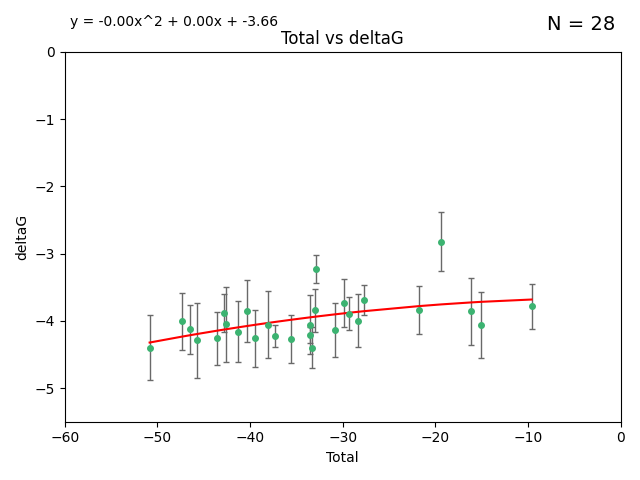 y = -0.00x^2 + 0.00x + -3.66
N = 28
Total vs deltaG
0
−1
−2
−3
−4
−5
deltaG
−60 −50 −40 −30 −20 −10 0
Total